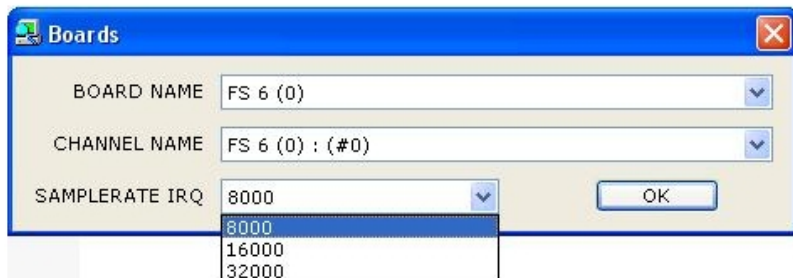 Boards
BOARD NAME FS 6 (0)
CHANNEL NAME FS 6 (0) : (#0)
SAMPLERATE IRQ 8000 OK
8000
16000
32000